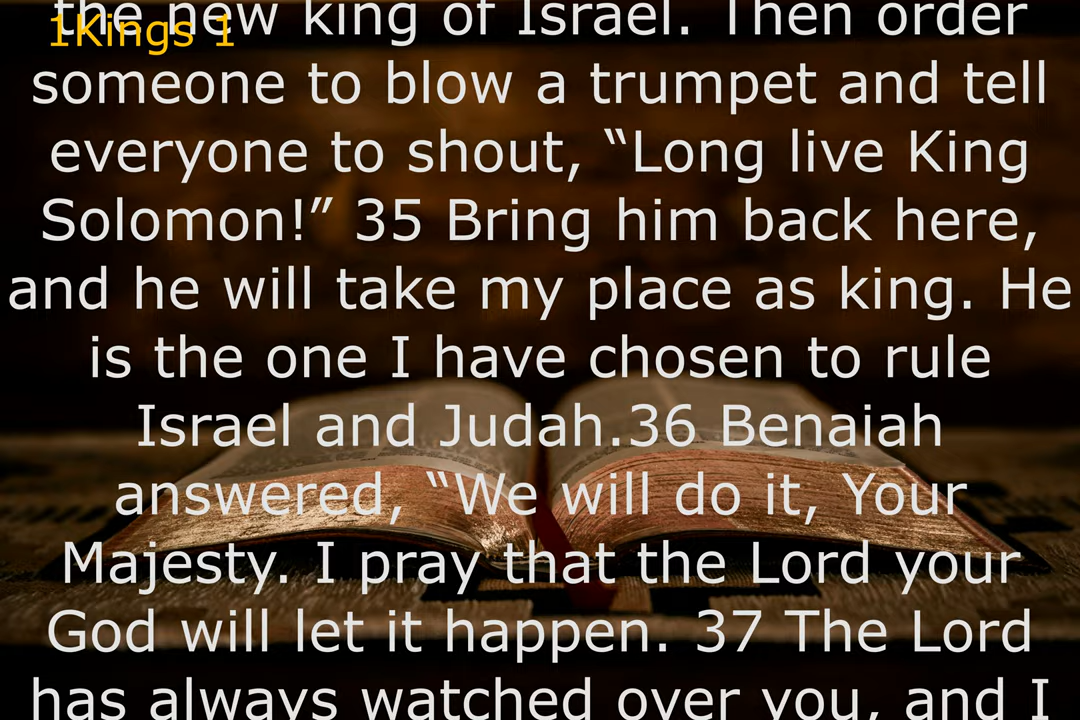 the new king of Israel. Then order
1Kings 1
someone to blow a trumpet and tell
everyone to shout, “Long live King
Solomon!” 35 Bring him back here,
and he will take my place as king. He
is the one I have chosen to rule
Israel and Judah.36 Benaiah
answered, “We will do it, Your
Majesty. I pray that the Lord your
God will let it happen. 37 The Lord
has always watched over you, and I